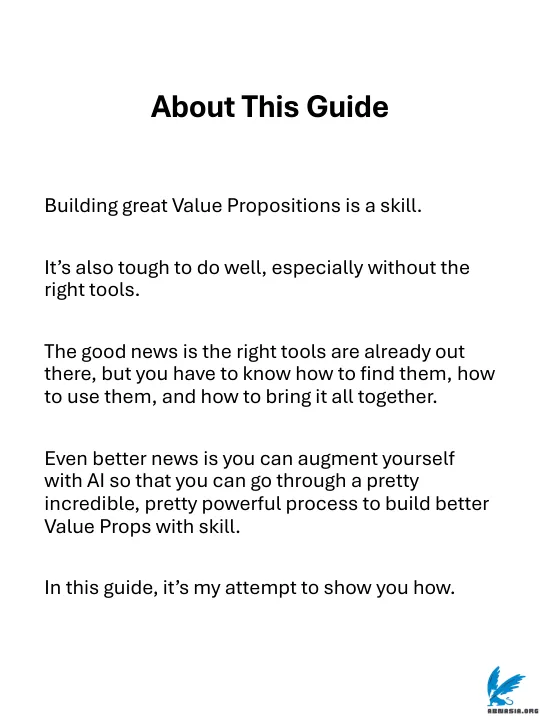 About This Guide
Building great Value Propositions is a skill.
It’s also tough to do well, especially without the
right tools.
The good news is the right tools are already out
there, but you have to know how to find them, how
to use them, and how to bring it all together.
Even better news is you can augment yourself
with AI so that you can go through a pretty
incredible, pretty powerful process to build better
Value Props with skill.
In this guide, it’s my attempt to show you how.
ABMASIA.ORG